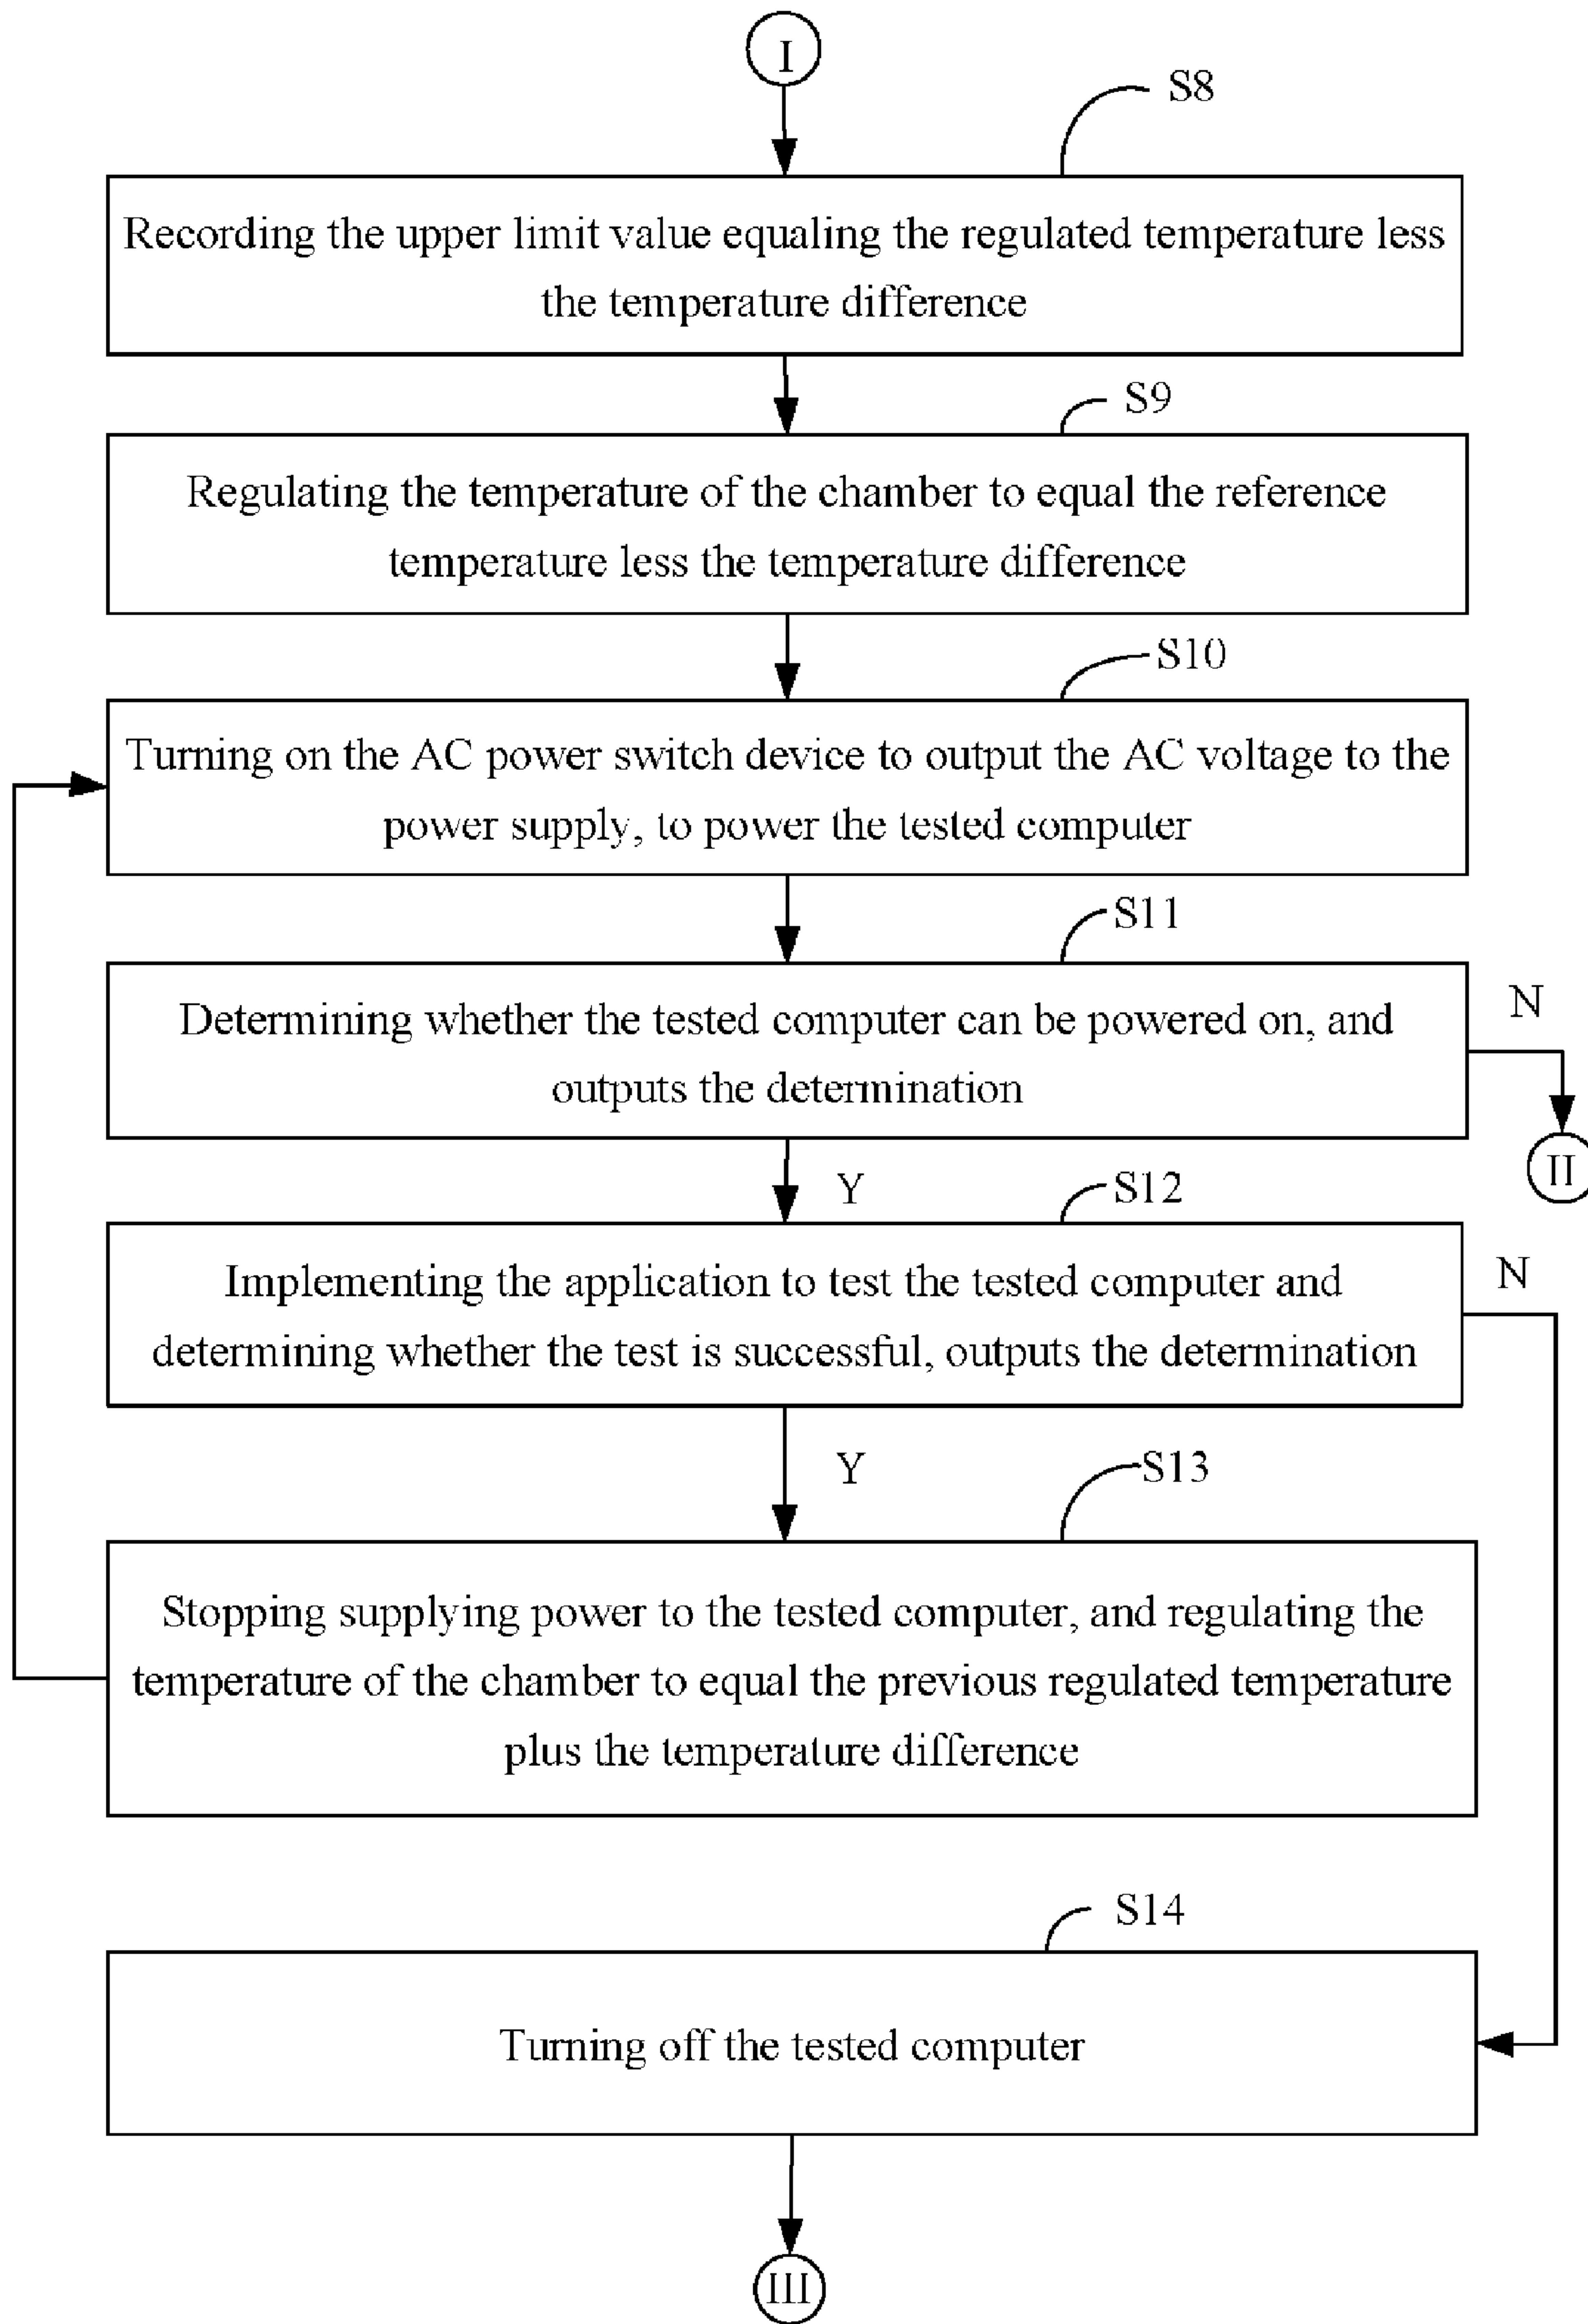 I
S8
Recording the upper limit value equaling the regulated temperature less
the temperature difference
S9
Regulating the temperature of the chamber to equal the reference
temperature less the temperature difference
S10
Turning on the AC power switch device to output the AC voltage to the
power supply, to power the tested computer
S11
Determining whether the tested computer can be powered on, and
outputs the determination
N
II
Y
S12
Implementing the application to test the tested computer and
determining whether the test is successful, outputs the determination
N
Y
S13
Stopping supplying power to the tested computer, and regulating the
temperature of the chamber to equal the previous regulated temperature
plus the temperature difference
S14
Turning off the tested computer
III